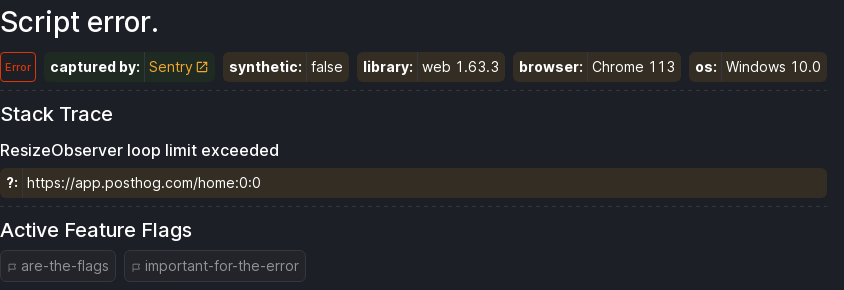 Script error.
Error captured by: Sentry synthetic: false library: web 1.63.3 browser: Chrome 113 os: Windows 10.0
Stack Trace
ResizeObserver loop limit exceeded
?: https://app.posthog.com/home:0:0
Active Feature Flags
are-the-flags important-for-the-error